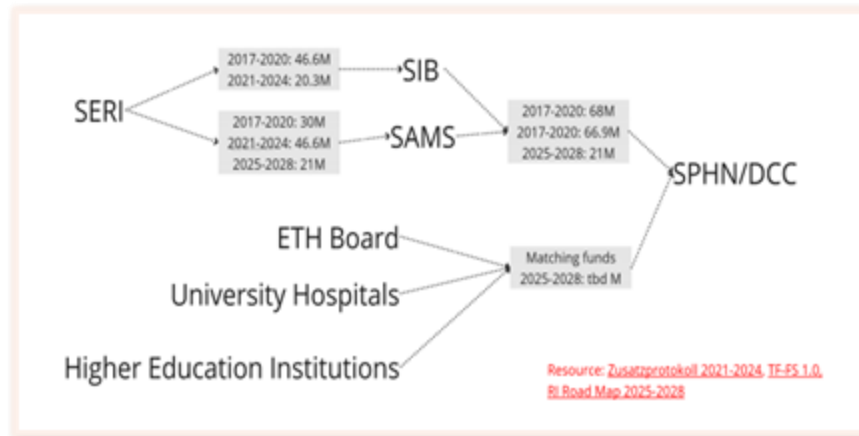 2017-2020: 46.6M
2021-2024: 20.3M
SIB
SERI
2017-2020: 30M
2021-2024: 46.6M
2025-2028: 21M
SAMS
2017-2020: 68M
2017-2020: 66.9M
2025-2028: 21M
SPHN/DCC
ETH Board
University Hospitals
Higher Education Institutions
Matching funds
2025-2028: tbd M
Resource: Zusatzprotokoll 2021-2024, TF-FS 1.0,
RI Road Map 2025-2028